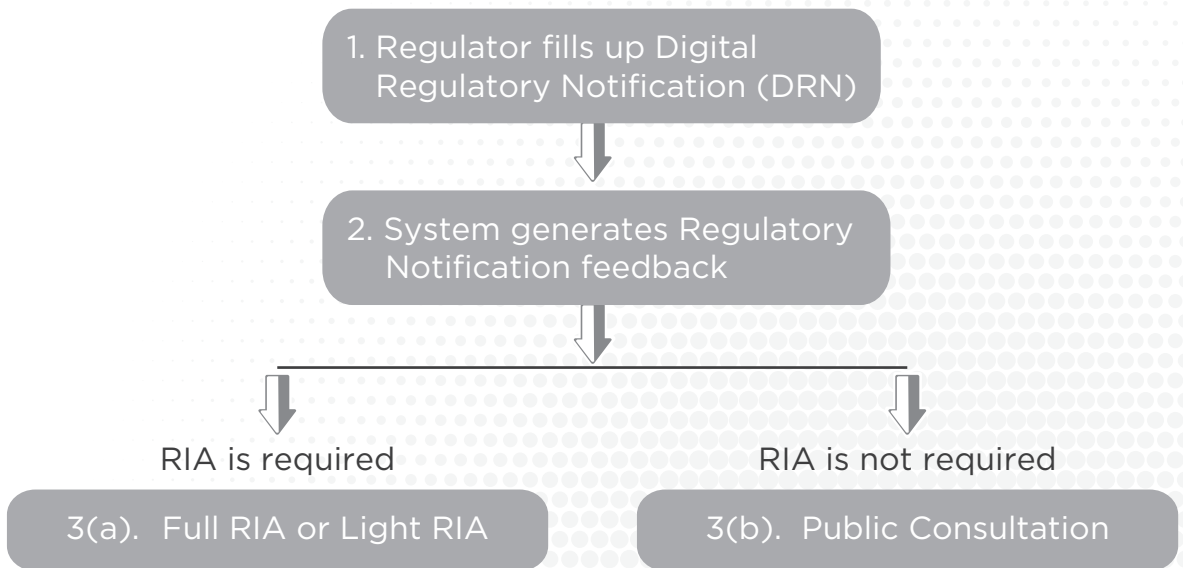 1. Regulator fills up Digital
Regulatory Notification (DRN)
2. System generates Regulatory
Notification feedback
RIA is required
RIA is not required
3(a). Full RIA or Light RIA
3(b). Public Consultation